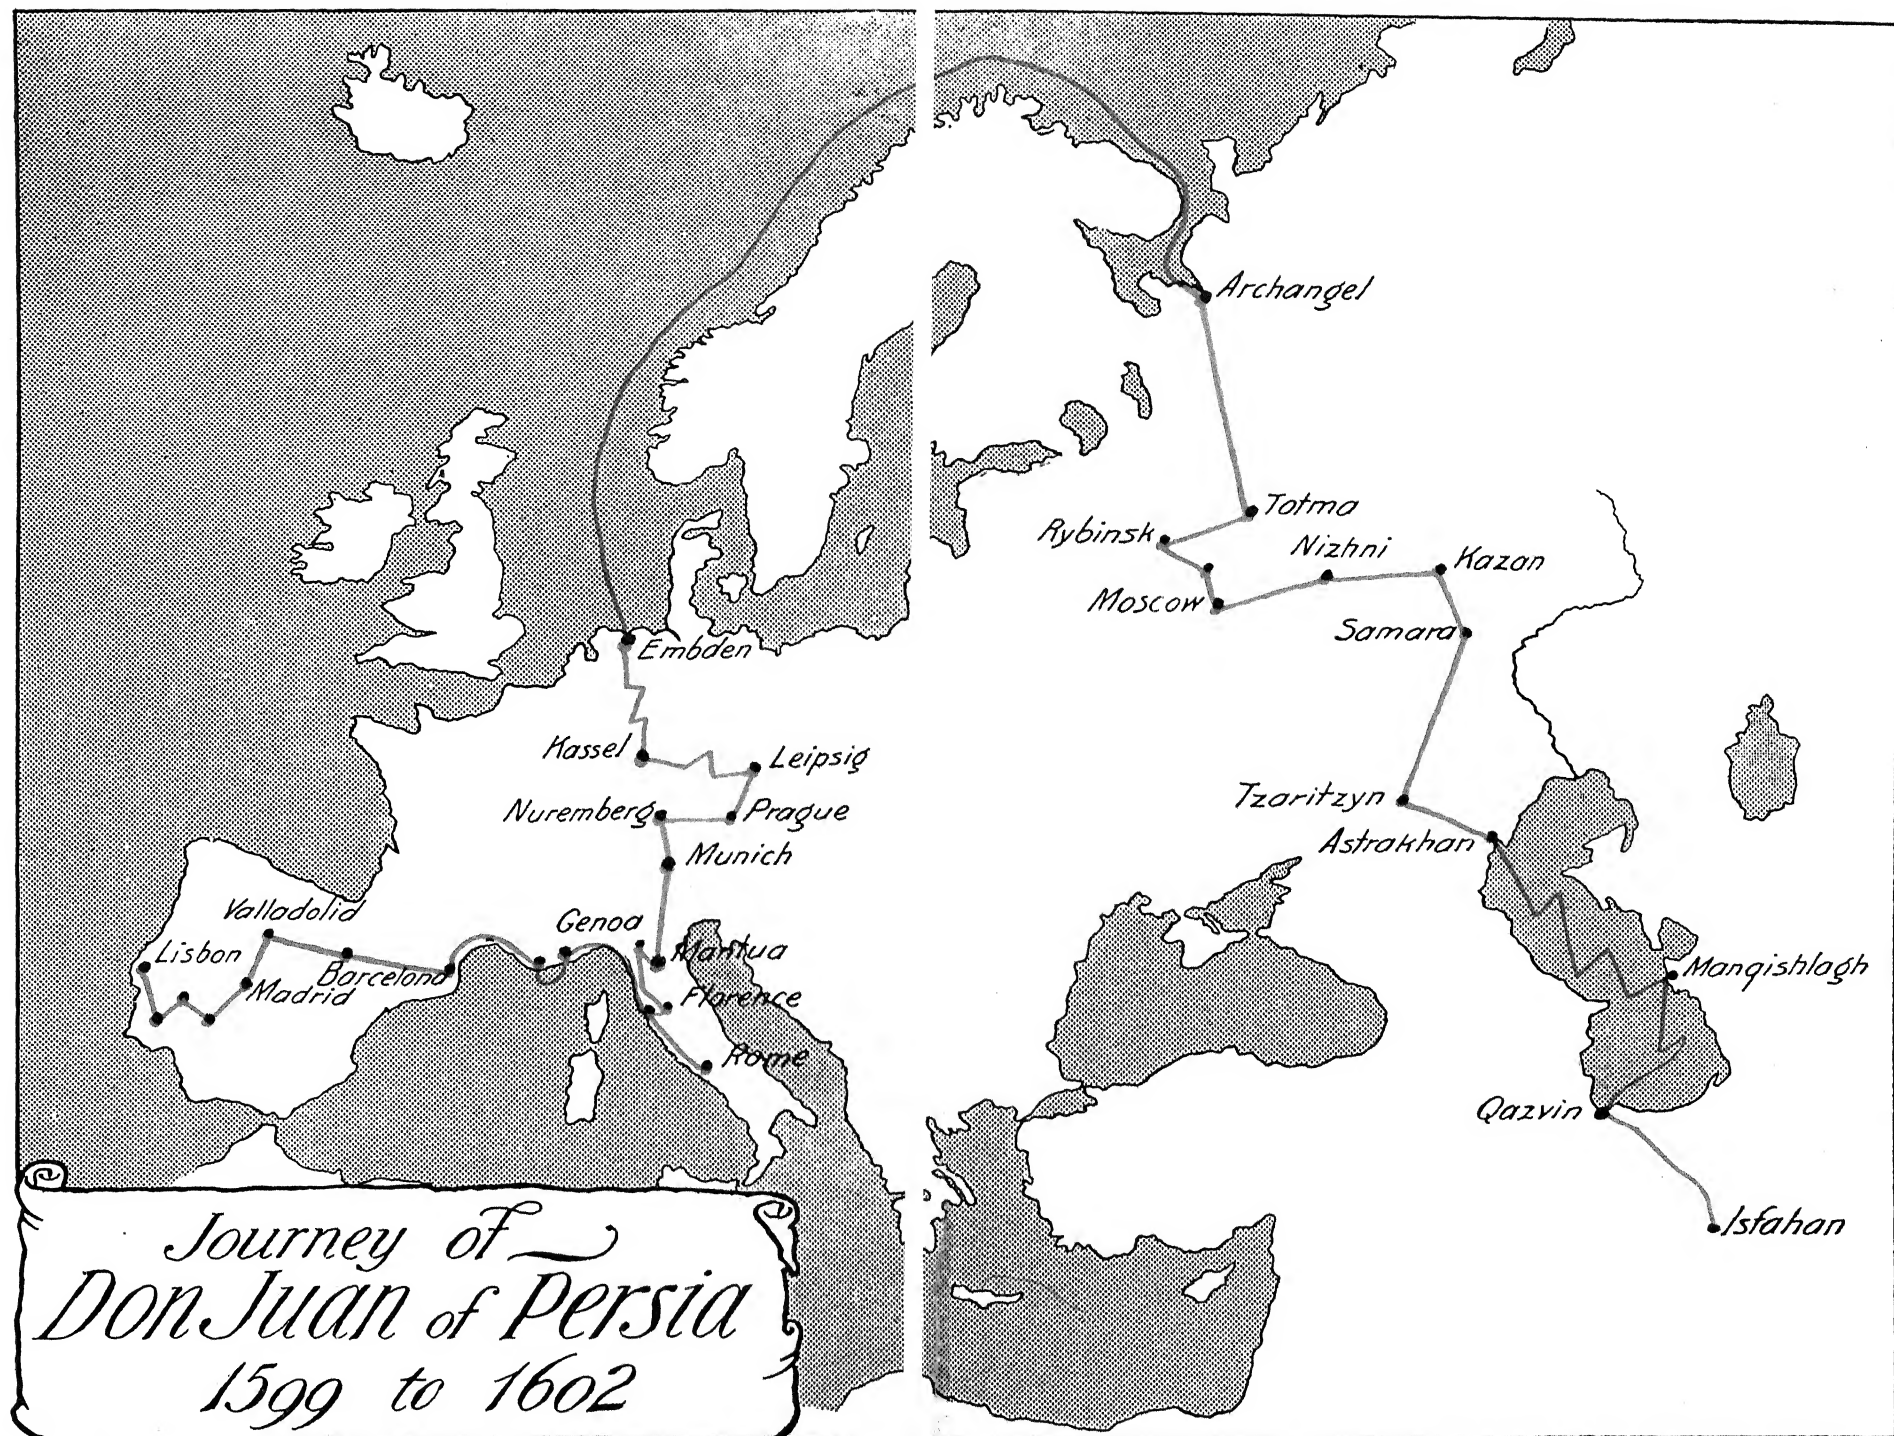 Archangel
Totma
Rybinsk
Nizhni
Kazan
Moscow
Samara
Embden
Kassel
Leipsig
Tzaritzyn
Nuremberg
Prague
Astrakhan
Munich
Valladolid
Genoa
Lisbon
Mantua
Barcelona
Manqishlagh
Madrid
Florence
Rome
Qazvin
Isfahan
Journey of
Don Juan of Persia
1599 to 1602